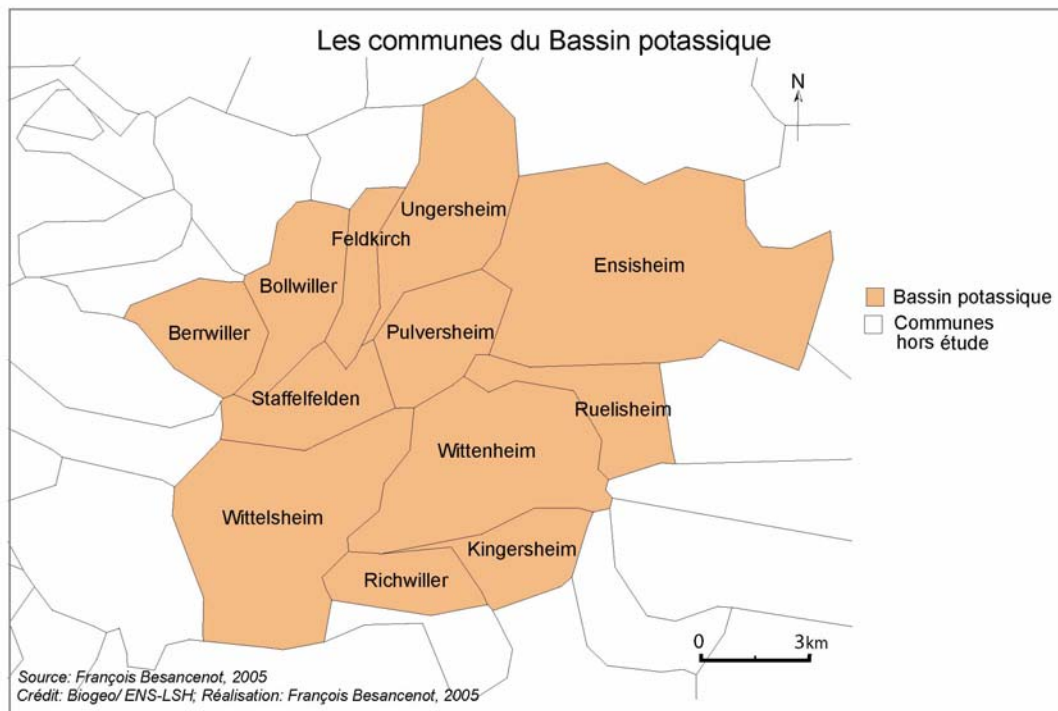 Les communes du Bassin potassique
N
Ungersheim
Feldkirch
Ensisheim
Bollwiller
Berrwiller
Pulversheim
Staffelfelden
Ruelisheim
Wittenheim
Wittelsheim
Kingersheim
Richwiller
Bassin potassique
Communes
hors étude
0 3km
Source: François Besancenot, 2005
Crédit: Biogeo/ ENS-LSH; Réalisation: François Besancenot, 2005